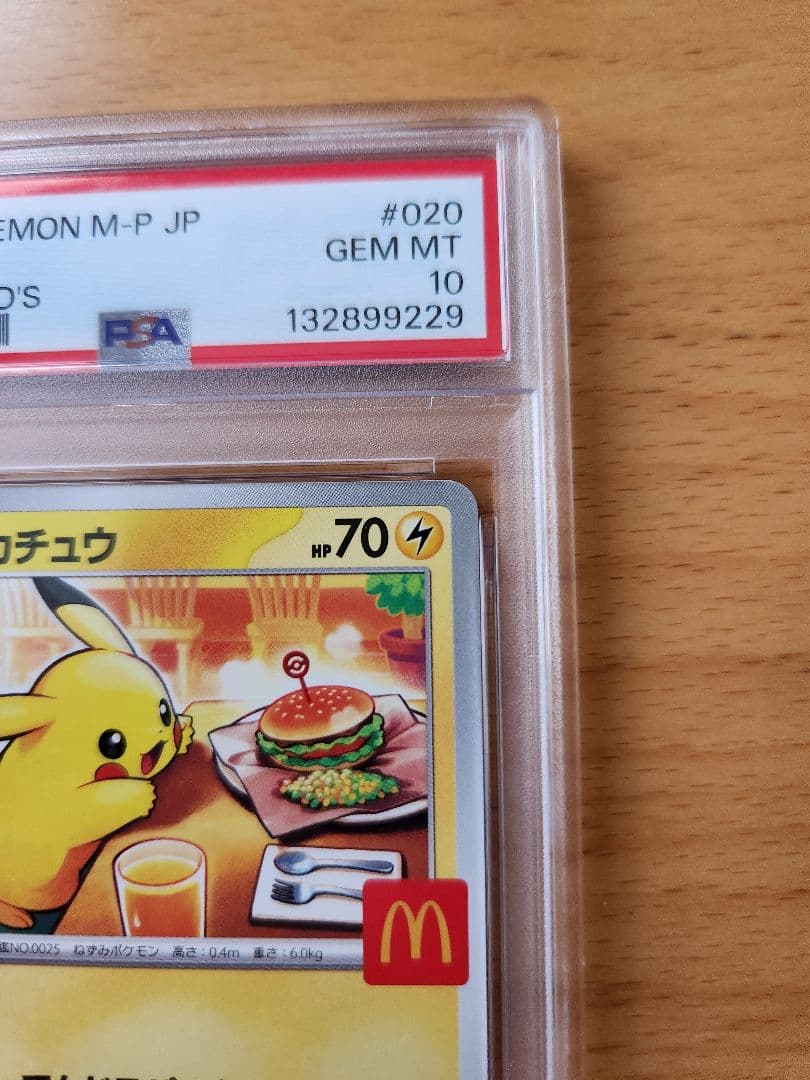 EMON M-P JP #020
GEM MT
D'S 10
PSA 132899229
カチュウ HP70
NO.0025 ねずみポケモン 高さ:0.4m 重さ:6.0kg
M